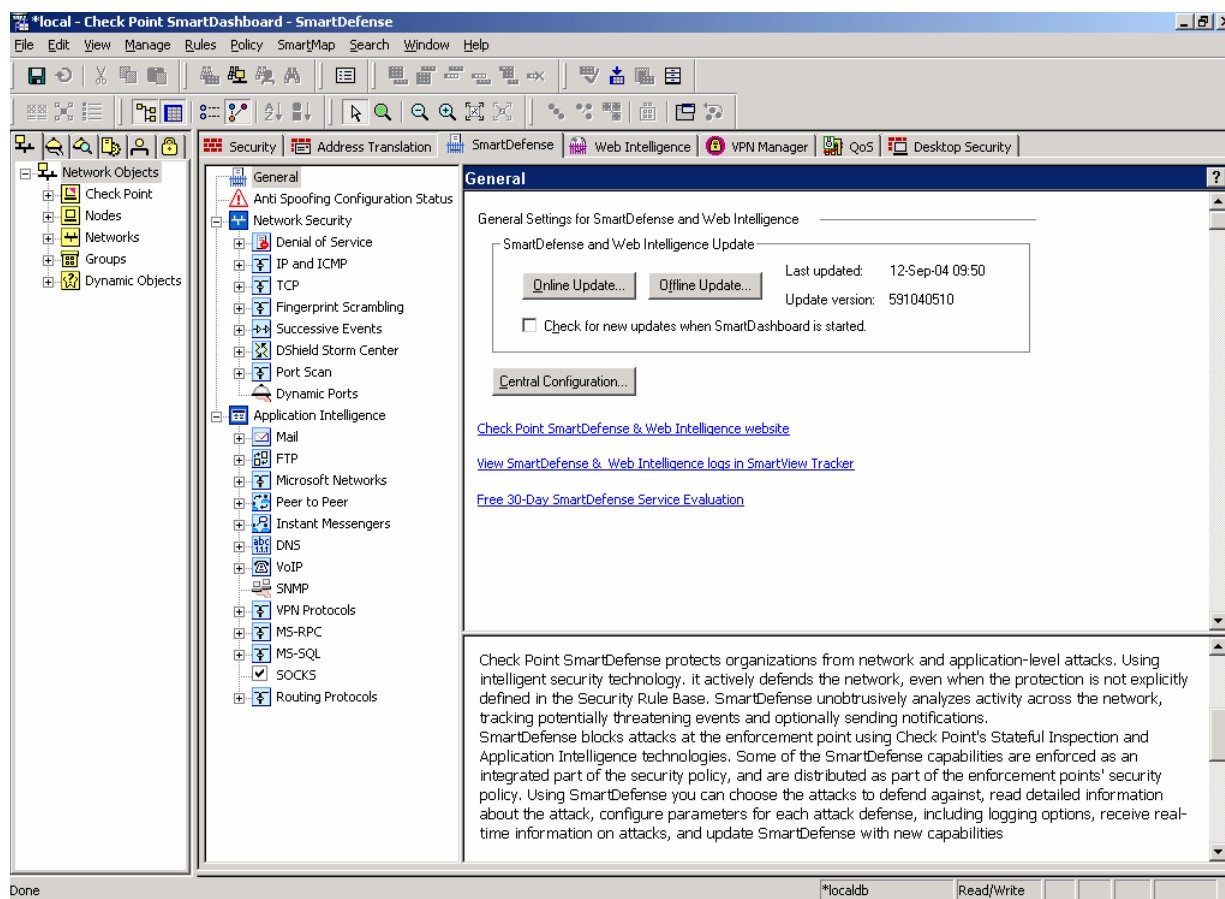 *local - Check Point SmartDashboard - SmartDefense
File Edit View Manage Rules Policy SmartMap Search Window Help
Security Address Translation SmartDefense Web Intelligence VPN Manager QoS Desktop Security
Network Objects
Check Point
Nodes
Networks
Groups
Dynamic Objects
General
Anti Spoofing Configuration Status
Network Security
Denial of Service
IP and ICMP
TCP
Fingerprint Scrambling
Successive Events
DShield Storm Center
Port Scan
Dynamic Ports
Application Intelligence
Mail
FTP
Microsoft Networks
Peer to Peer
Instant Messengers
DNS
VoIP
SNMP
VPN Protocols
MS-RPC
MS-SQL
SOCKS
Routing Protocols
General
General Settings for SmartDefense and Web Intelligence
SmartDefense and Web Intelligence Update
Online Update... Offline Update... Last updated: 12-Sep-04 09:50
Update version: 591040510
Check for new updates when SmartDashboard is started.
Central Configuration...
Check Point SmartDefense & Web Intelligence website
View SmartDefense & Web Intelligence logs in SmartView Tracker
Free 30-Day SmartDefense Service Evaluation
Check Point SmartDefense protects organizations from network and application-level attacks. Using
intelligent security technology. it actively defends the network, even when the protection is not explicitly
defined in the Security Rule Base. SmartDefense unobtrusively analyzes activity across the network,
tracking potentially threatening events and optionally sending notifications.
SmartDefense blocks attacks at the enforcement point using Check Point's Stateful Inspection and
Application Intelligence technologies. Some of the SmartDefense capabilities are enforced as an
integrated part of the security policy, and are distributed as part of the enforcement points' security
policy. Using SmartDefense you can choose the attacks to defend against, read detailed information
about the attack, configure parameters for each attack defense, including logging options, receive real-
time information on attacks, and update SmartDefense with new capabilities
Done *localdb Read/Write